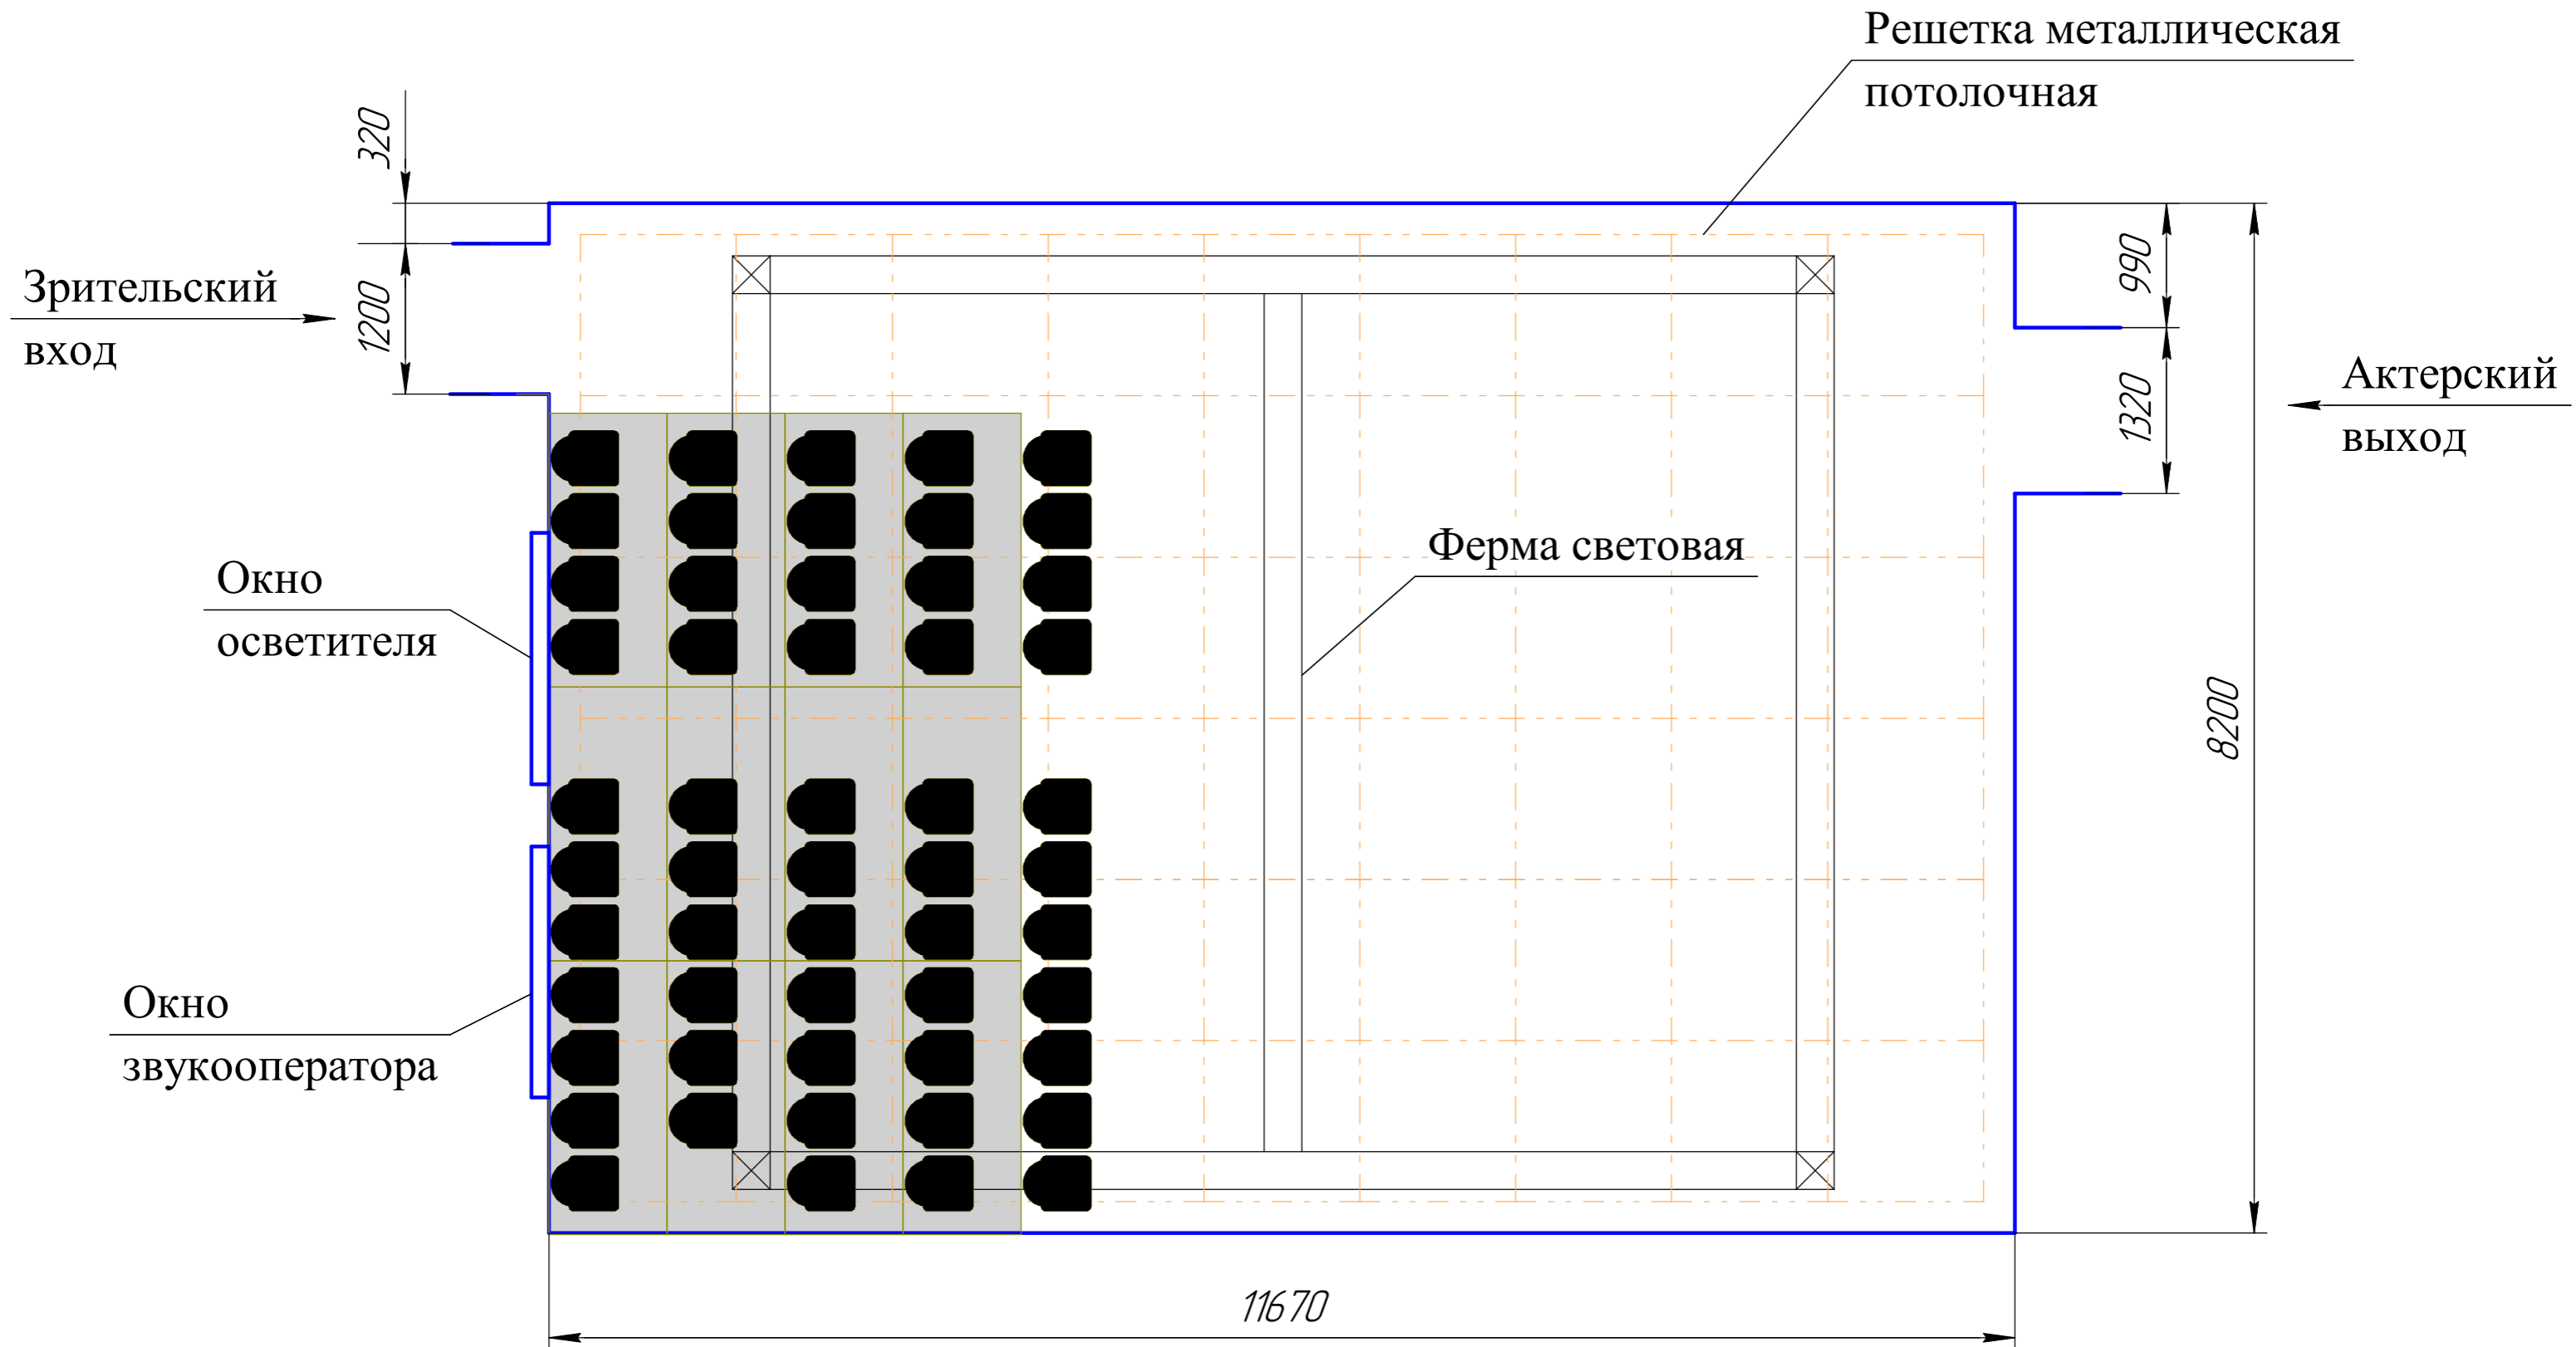 Решетка металлическая
потолочная
320
Зрительский
вход
1200
990
1320
Актерский
выход
Окно
осветителя
Ферма световая
8200
Окно
звукооператора
11670